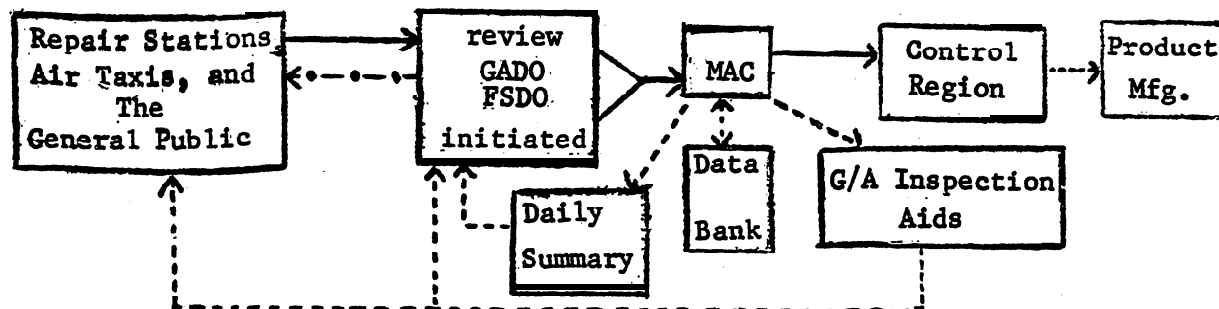 Repair Stations
Air Taxis, and
The
General Public
review
GADO
FSDO
initiated
MAC
Control
Region
Product
Mfg.
Daily
Summary
Data
Bank
G/A Inspection
Aids